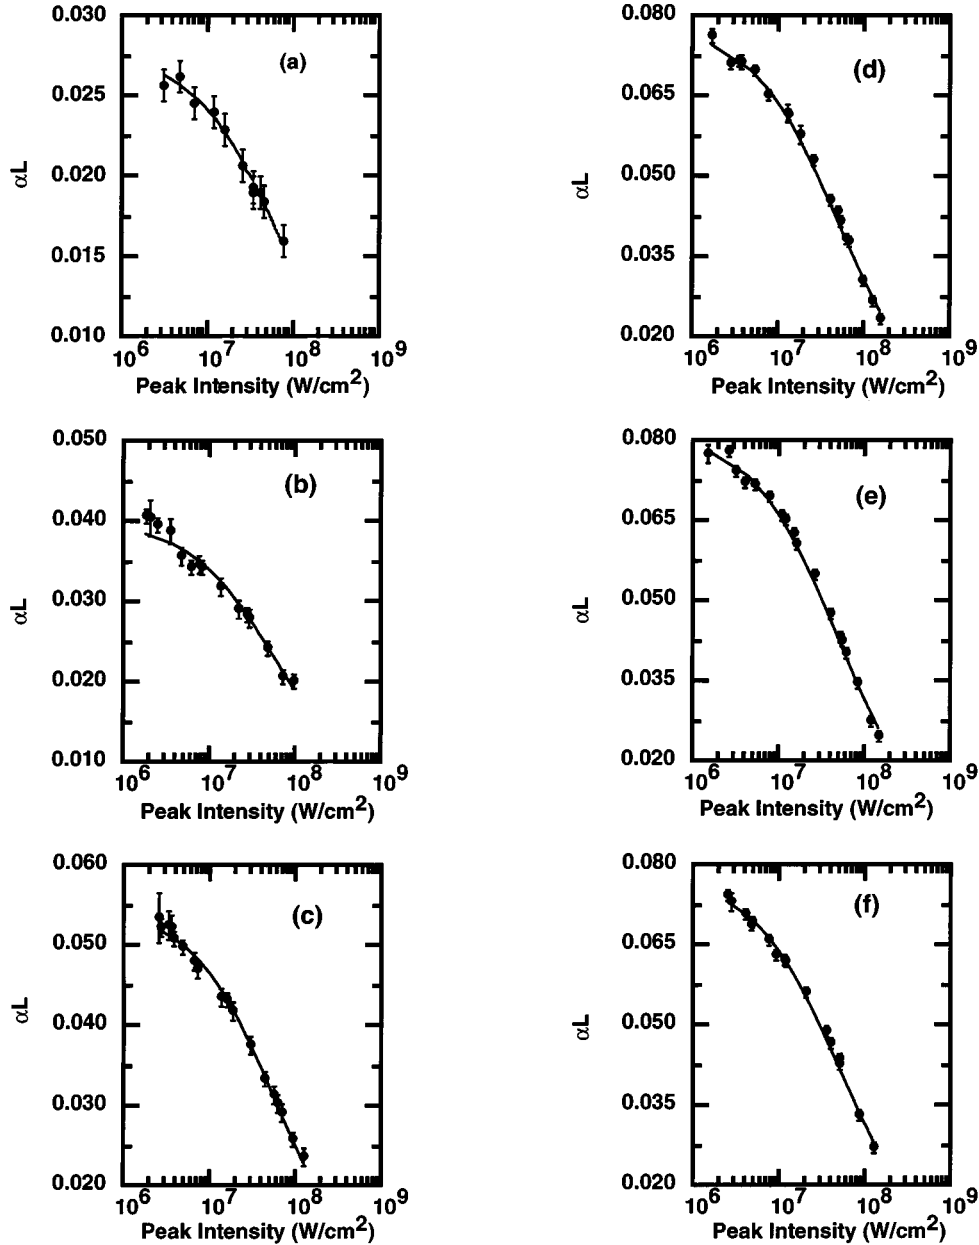 0.030
0.025
0.020
0.015
0.010
αL
(a)
10^6 10^7 10^8 10^9
Peak Intensity (W/cm^2)
0.080
0.065
0.050
0.035
0.020
αL
(d)
10^6 10^7 10^8 10^9
Peak Intensity (W/cm^2)
0.050
0.040
0.030
0.020
0.010
αL
(b)
10^6 10^7 10^8 10^9
Peak Intensity (W/cm^2)
0.080
0.065
0.050
0.035
0.020
αL
(e)
10^6 10^7 10^8 10^9
Peak Intensity (W/cm^2)
0.060
0.050
0.040
0.030
0.020
αL
(c)
10^6 10^7 10^8 10^9
Peak Intensity (W/cm^2)
0.080
0.065
0.050
0.035
0.020
αL
(f)
10^6 10^7 10^8 10^9
Peak Intensity (W/cm^2)